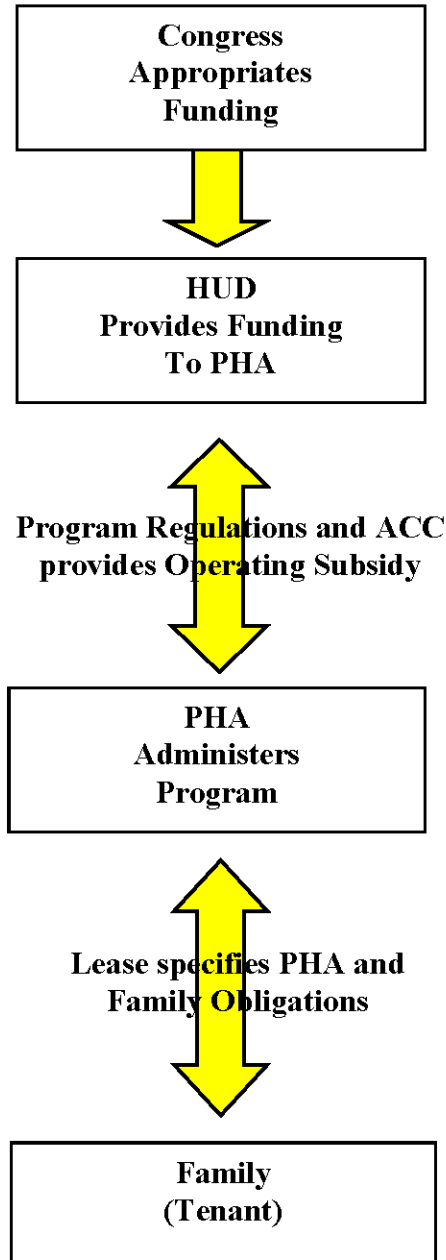 Congress
Appropriates
Funding
HUD
Provides Funding
To PHA
Program Regulations and ACC
provides Operating Subsidy
PHA
Administers
Program
Lease specifies PHA and
Family Obligations
Family
(Tenant)